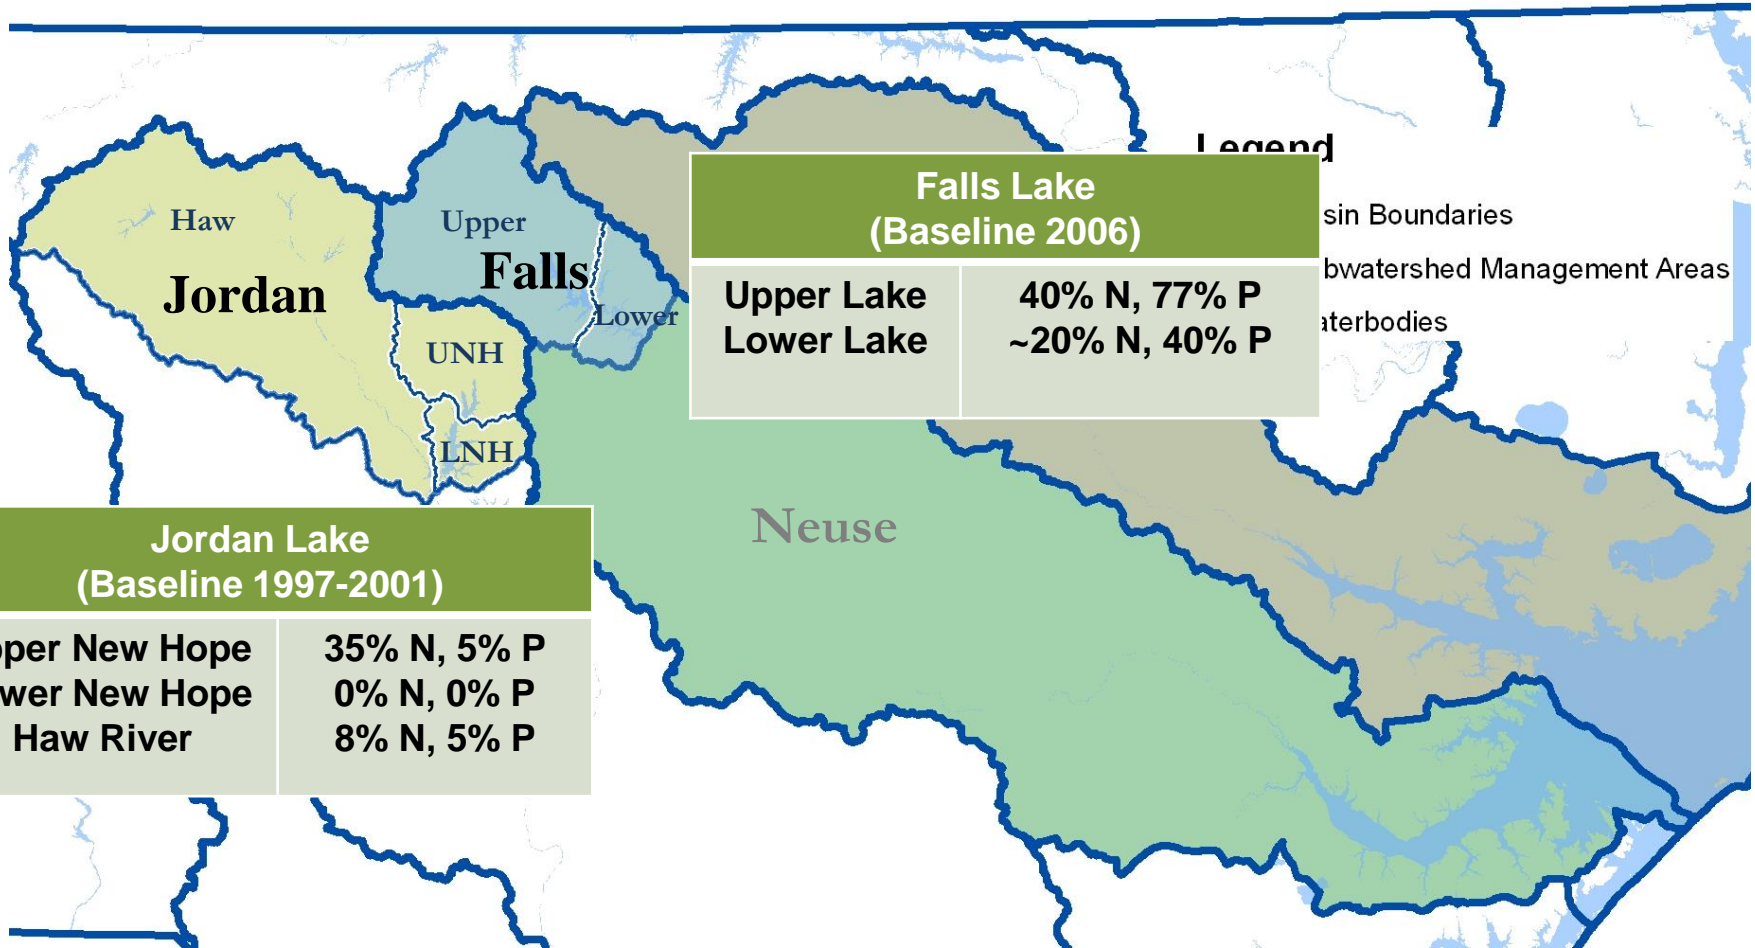 Legend
sin Boundaries
bwatershed Management Areas
aterbodies
Falls Lake
(Baseline 2006)
Upper Lake 40% N, 77% P
Lower Lake ~20% N, 40% P
Haw
Jordan
Upper
Falls
Lower
UNH
LNH
Neuse
Jordan Lake
(Baseline 1997-2001)
pper New Hope 35% N, 5% P
wer New Hope 0% N, 0% P
Haw River 8% N, 5% P